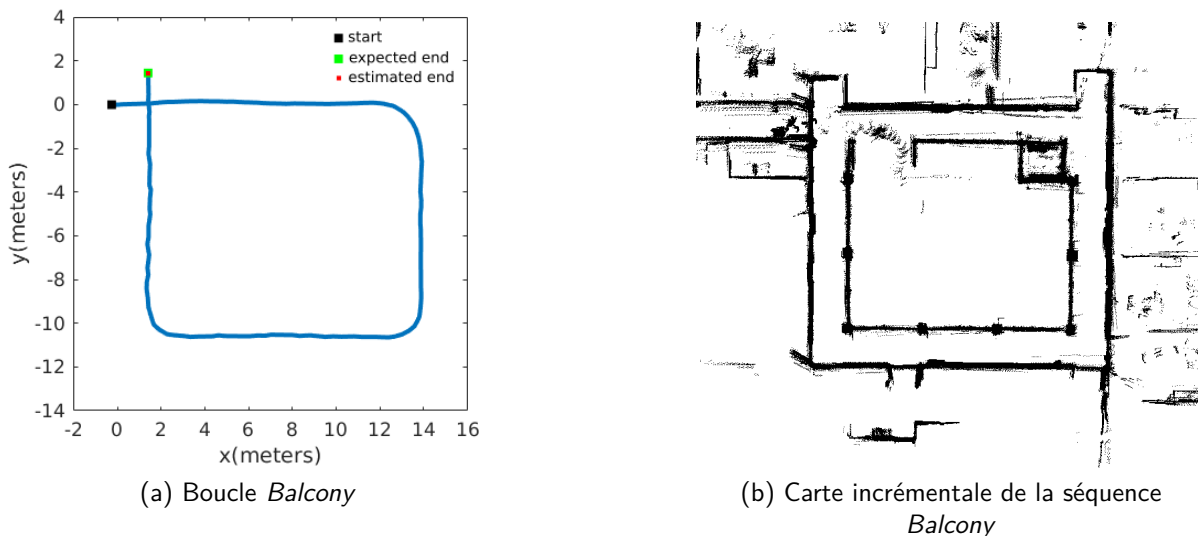 4
2
0
-2
-4
-6
-8
-10
-12
-14
y(meters)
start
expected end
estimated end
-2 0 2 4 6 8 10 12 14 16
x(meters)
(a) Boucle Balcony
(b) Carte incrémentale de la séquence
Balcony